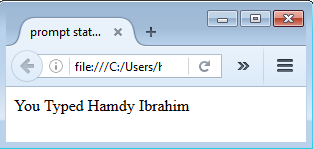 prompt stat...
file:///C:/Users/h
You Typed Hamdy Ibrahim